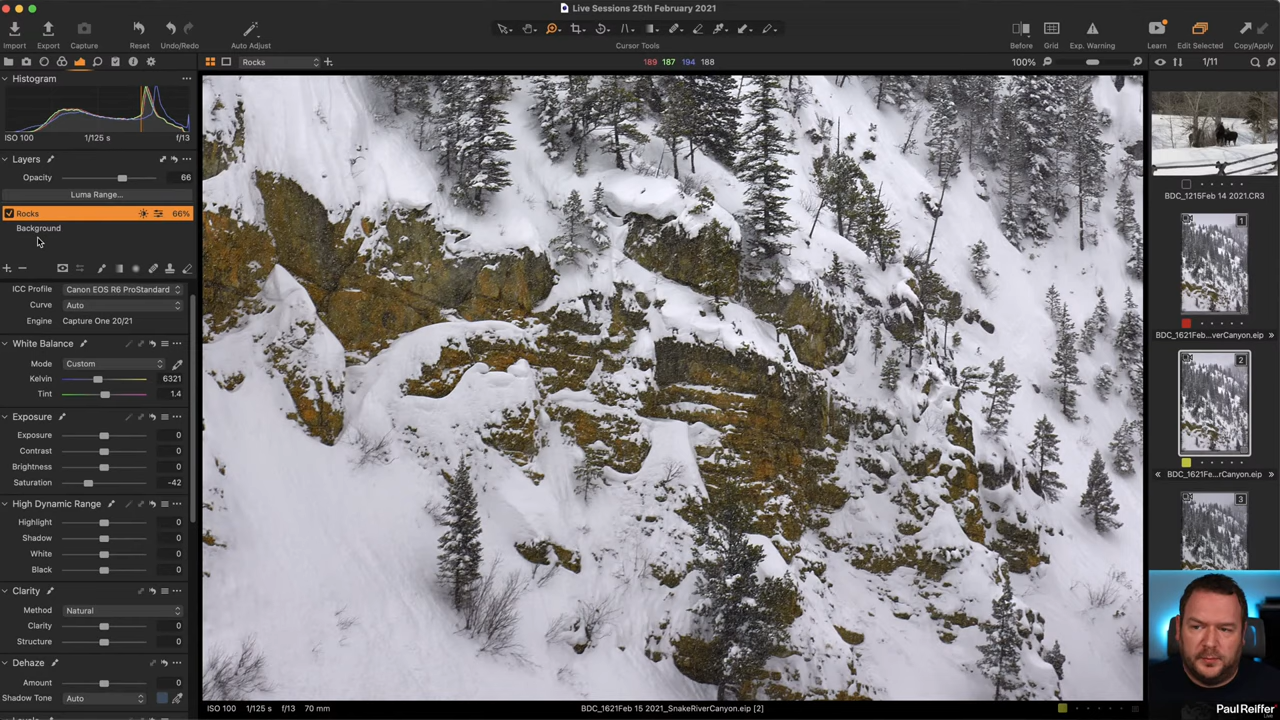 Live Sessions 25th February 2021
Import
Export
Capture
Reset
Undo/Redo
Auto Adjust
Cursor Tools
Before
Grid
Exp. Warning
Learn
Edit Selected
Copy/Apply
Rocks
189 187 194 188
100%
1/11
Histogram
ISO 100 1/125 s f/13
Layers
Opacity 66
Luma Range...
Rocks 66%
Background
ICC Profile Canon EOS R6 ProStandard
Curve Auto
Engine Capture One 20/21
White Balance
Mode Custom
Kelvin 6321
Tint 1.4
Exposure
Exposure 0
Contrast 0
Brightness 0
Saturation -42
High Dynamic Range
Highlight 0
Shadow 0
White 0
Black 0
Clarity
Method Natural
Clarity 0
Structure 0
Dehaze
Amount 0
Shadow Tone Auto
BDC_1215Feb 14 2021.CR3
1
BDC_1621Feb...verCanyon.eip
2
BDC_1621Fe...rCanyon.eip
3
ISO 100 1/125 s f/13 70 mm
BDC_1621Feb 15 2021_SnakeRiverCanyon.eip [2]
Paul Reiffer
Live